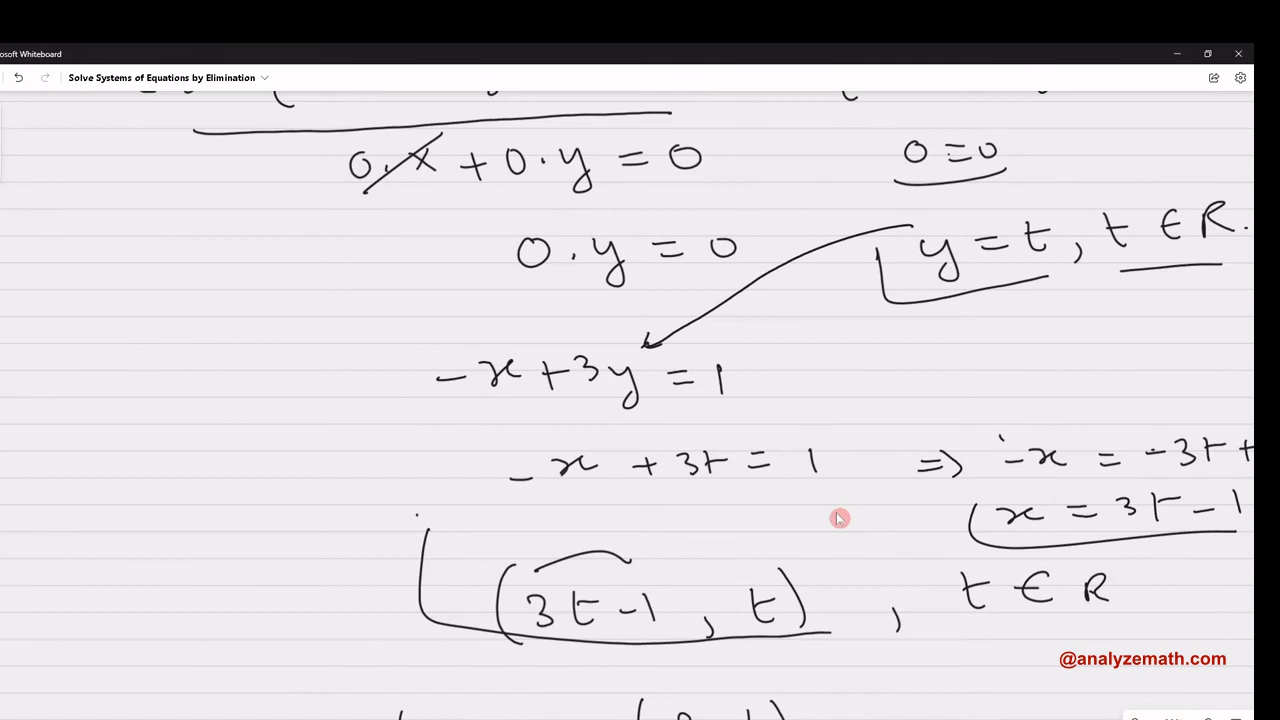 osoft Whiteboard
Solve Systems of Equations by Elimination
0·x + 0·y = 0
0 = 0
0·y = 0
y = t, t ∈ R.
-x + 3y = 1
-x + 3t = 1 ⇒ -x = -3t +
x = 3t - 1
(3t - 1, t), t ∈ R
@analyzemath.com